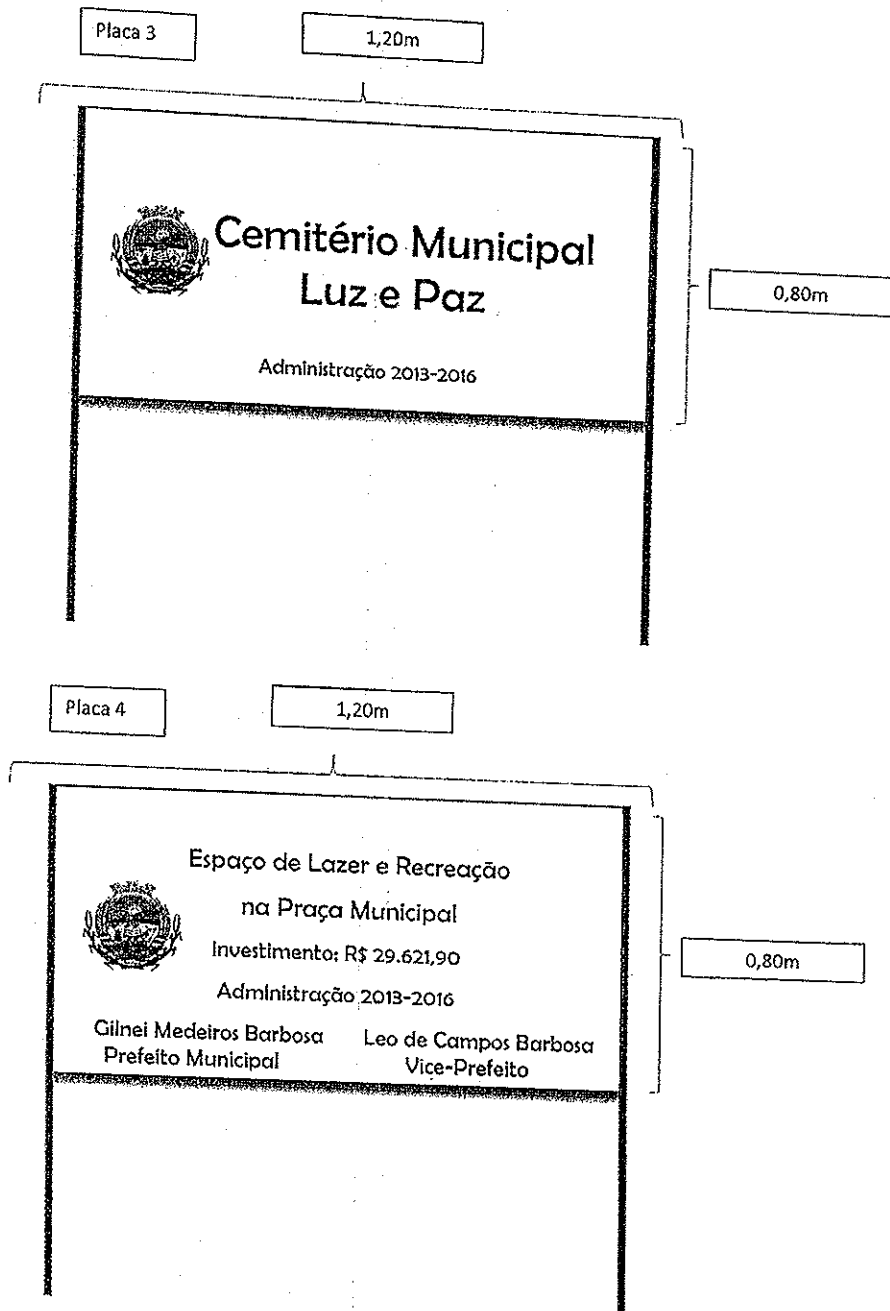 Placa 3
1,20m
Cemitério Municipal
Luz e Paz
Administração 2013-2016
0,80m
Placa 4
1,20m
Espaço de Lazer e Recreação
na Praça Municipal
Investimento: R$ 29.621,90
Administração 2013-2016
Gilnei Medeiros Barbosa
Prefeito Municipal
Leo de Campos Barbosa
Vice-Prefeito
0,80m